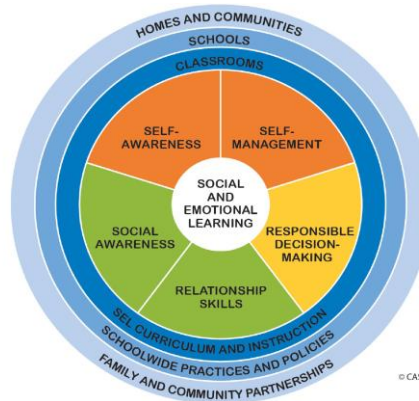 HOMES AND COMMUNITIES
SCHOOLS
CLASSROOMS
SELF-
AWARENESS
SELF-
MANAGEMENT
SOCIAL
AND
EMOTIONAL
LEARNING
SOCIAL
AWARENESS
RESPONSIBLE
DECISION-
MAKING
RELATIONSHIP
SKILLS
SEL CURRICULUM AND INSTRUCTION
SCHOOLWIDE PRACTICES AND POLICIES
FAMILY AND COMMUNITY PARTNERSHIPS
© CAS